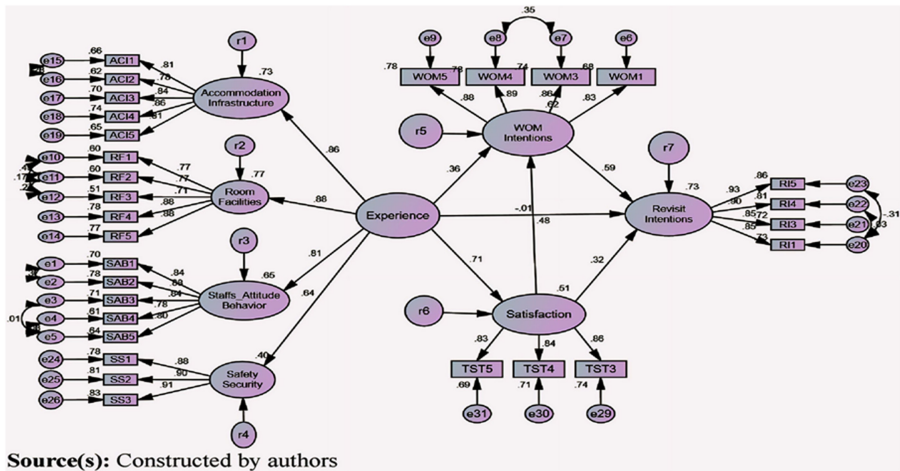 r1
r2
r3
r4
r5
r6
r7
.73
.77
.65
.40
.62
.51
.73
Accommodation
Infrastructure
Room
Facilities
Staffs_Attitude
Behavior
Safety
Security
Experience
WOM
Intentions
Satisfaction
Revisit
Intentions
.86
.88
.81
.64
.36
-.01
.71
.48
.59
.32
e15 .66 ACI1 .81
e16 .62 ACI2 .78
e17 .70 ACI3 .84
e18 .74 ACI4 .86
e19 .65 ACI5 .81
e10 .60 RF1 .77
e11 .60 RF2 .77
e12 .51 RF3 .71
e13 .78 RF4 .88
e14 .77 RF5 .88
.17
e1 .70 SAB1 .84
e2 .78 SAB2
e3 .71 SAB3 .84
e4 .61 SAB4 .78
e5 .64 SAB5 .80
.01
e24 .78 SS1 .88
e25 .81 SS2 .90
e26 .83 SS3 .91
.35
e9 e8 e7 e6
.78 .78 .74 .68
WOM5 WOM4 WOM3 WOM1
.88 .89 .86 .83
.93 .86 RI5 e23
.90 .81 RI4 e22
.85 .72 RI3 e21
.85 .73 RI1 e20
-.31
.83 .84 .86
TST5 TST4 TST3
.69 .71 .74
e31 e30 e29
Source(s): Constructed by authors